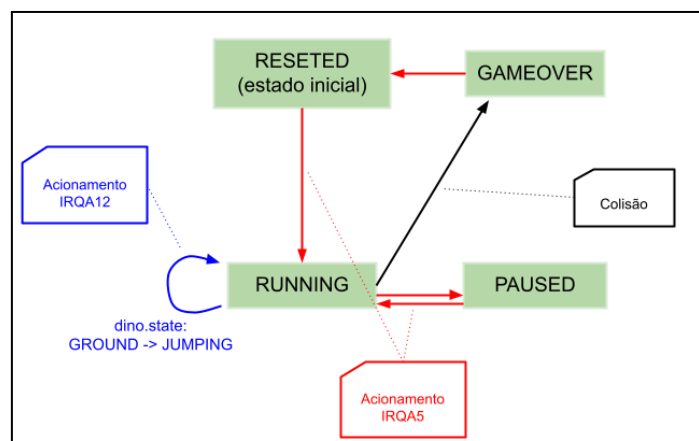 RESETED
(estado inicial)
GAMEOVER
Acionamento
IRQA12
Colisão
RUNNING
PAUSED
dino.state:
GROUND -> JUMPING
Acionamento
IRQA5